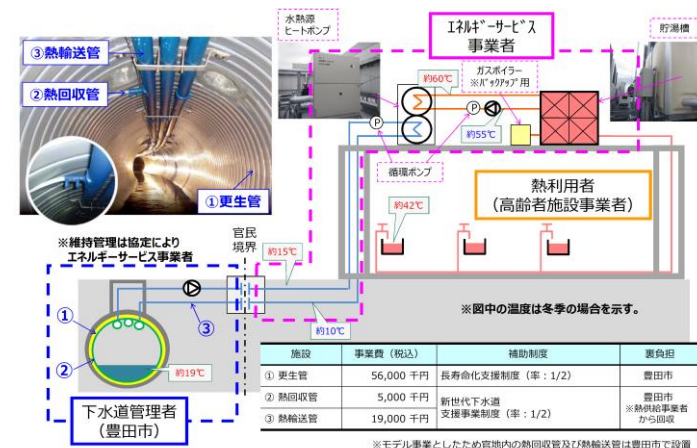 水熱源
ヒートポンプ
エネルギーサービス
事業者
貯湯槽
③熱輸送管
②熱回収管
①更生管
約60℃
ガスボイラー
※バックアップ用
P
P
約55℃
循環ポンプ
熱利用者
(高齢者施設事業者)
約42℃
※維持管理は協定により
エネルギーサービス事業者
官民
境界
約15℃
約10℃
※図中の温度は冬季の場合を示す。
①
②
③
約19℃
下水道管理者
(豊田市)
施設 事業費(税込) 補助制度 裏負担
① 更生管 56,000 千円 長寿命化支援制度(率:1/2) 豊田市
② 熱回収管 5,000 千円 新世代下水道
支援事業制度(率:1/2) 豊田市
※熱供給事業者
から回収
③ 熱輸送管 19,000 千円
※モデル事業としたため官地内の熱回収管及び熱輸送管は豊田市で設置